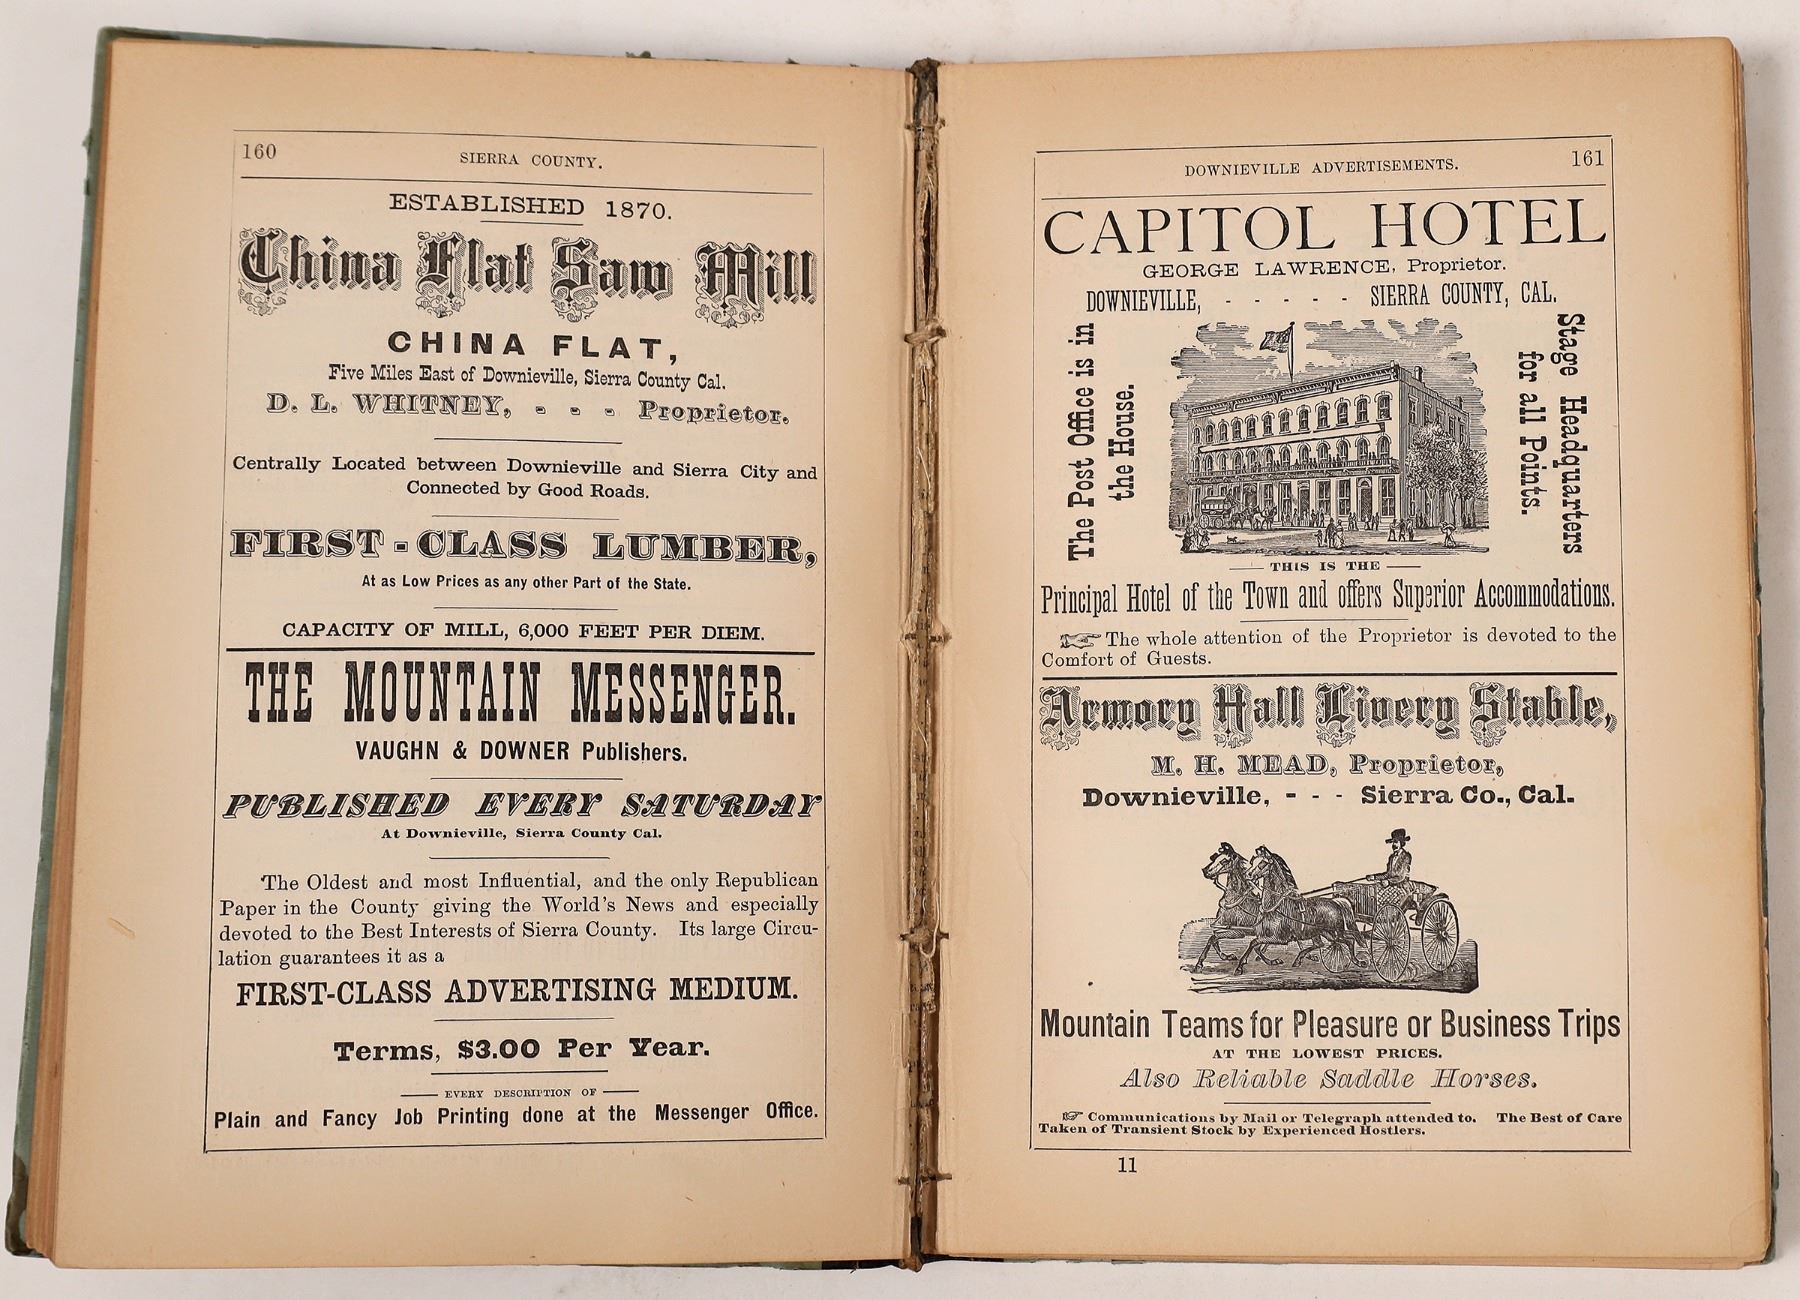 160
SIERRA COUNTY.
ESTABLISHED 1870.
China Flat Saw Mill
CHINA FLAT,
Five Miles East of Downieville, Sierra County Cal.
D. L. WHITNEY, - - - Proprietor.
Centrally Located between Downieville and Sierra City and
Connected by Good Roads.
FIRST-CLASS LUMBER,
At as Low Prices as any other Part of the State.
CAPACITY OF MILL, 6,000 FEET PER DIEM.
THE MOUNTAIN MESSENGER.
VAUGHN & DOWNER Publishers.
PUBLISHED EVERY SATURDAY
At Downieville, Sierra County Cal.
The Oldest and most Influential, and the only Republican
Paper in the County giving the World's News and especially
devoted to the Best Interests of Sierra County. Its large Circu-
lation guarantees it as a
FIRST-CLASS ADVERTISING MEDIUM.
Terms, $3.00 Per Year.
EVERY DESCRIPTION OF
Plain and Fancy Job Printing done at the Messenger Office.
DOWNIEVILLE ADVERTISEMENTS.
161
CAPITOL HOTEL
GEORGE LAWRENCE, Proprietor.
DOWNIEVILLE, - - - - - SIERRA COUNTY, CAL.
The Post Office is in
the House.
Stage Headquarters
for all Points.
THIS IS THE
Principal Hotel of the Town and offers Superior Accommodations.
☞ The whole attention of the Proprietor is devoted to the
Comfort of Guests.
Armory Hall Livery Stable,
M. H. MEAD, Proprietor,
Downieville, - - - Sierra Co., Cal.
Mountain Teams for Pleasure or Business Trips
AT THE LOWEST PRICES.
Also Reliable Saddle Horses.
☞ Communications by Mail or Telegraph attended to. The Best of Care
Taken of Transient Stock by Experienced Hostlers.
11